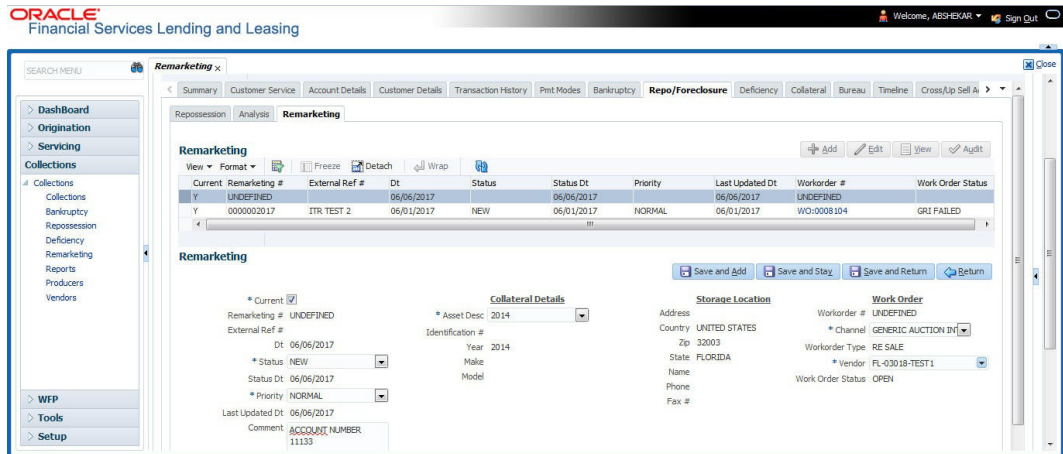 ORACLE
Financial Services Lending and Leasing
Welcome, ABSHEKAR Sign Out
Close
SEARCH MENU
Remarketing x
Summary Customer Service Account Details Customer Details Transaction History Pmt Modes Bankruptcy Repo/Foreclosure Deficiency Collateral Bureau Timeline Cross/Up Sell
DashBoard
Origination
Servicing
Collections
Collections
Collections
Bankruptcy
Repossession
Deficiency
Remarketing
Reports
Producers
Vendors
WFP
Tools
Setup
Repossession Analysis Remarketing
Remarketing
Add Edit View Audit
View Format Freeze Detach Wrap
Current Remarketing # External Ref # Dt Status Status Dt Priority Last Updated Dt Workorder # Work Order Status
Y UNDEFINED 06/06/2017 06/06/2017 06/06/2017 UNDEFINED
Y 0000002017 ITR TEST 2 06/01/2017 NEW 06/01/2017 NORMAL 06/01/2017 WO:0008104 GRI FAILED
Remarketing
Save and Add Save and Stay Save and Return Return
* Current
Remarketing # UNDEFINED
External Ref #
Dt 06/06/2017
* Status NEW
Status Dt 06/06/2017
* Priority NORMAL
Last Updated Dt 06/06/2017
Comment ACCOUNT NUMBER
11133
Collateral Details
* Asset Desc 2014
Identification #
Year 2014
Make
Model
Storage Location
Address
Country UNITED STATES
Zip 32003
State FLORIDA
Name
Phone
Fax #
Work Order
Workorder # UNDEFINED
* Channel GENERIC AUCTION INT
Workorder Type RE SALE
* Vendor FL-03018-TEST1
Work Order Status OPEN